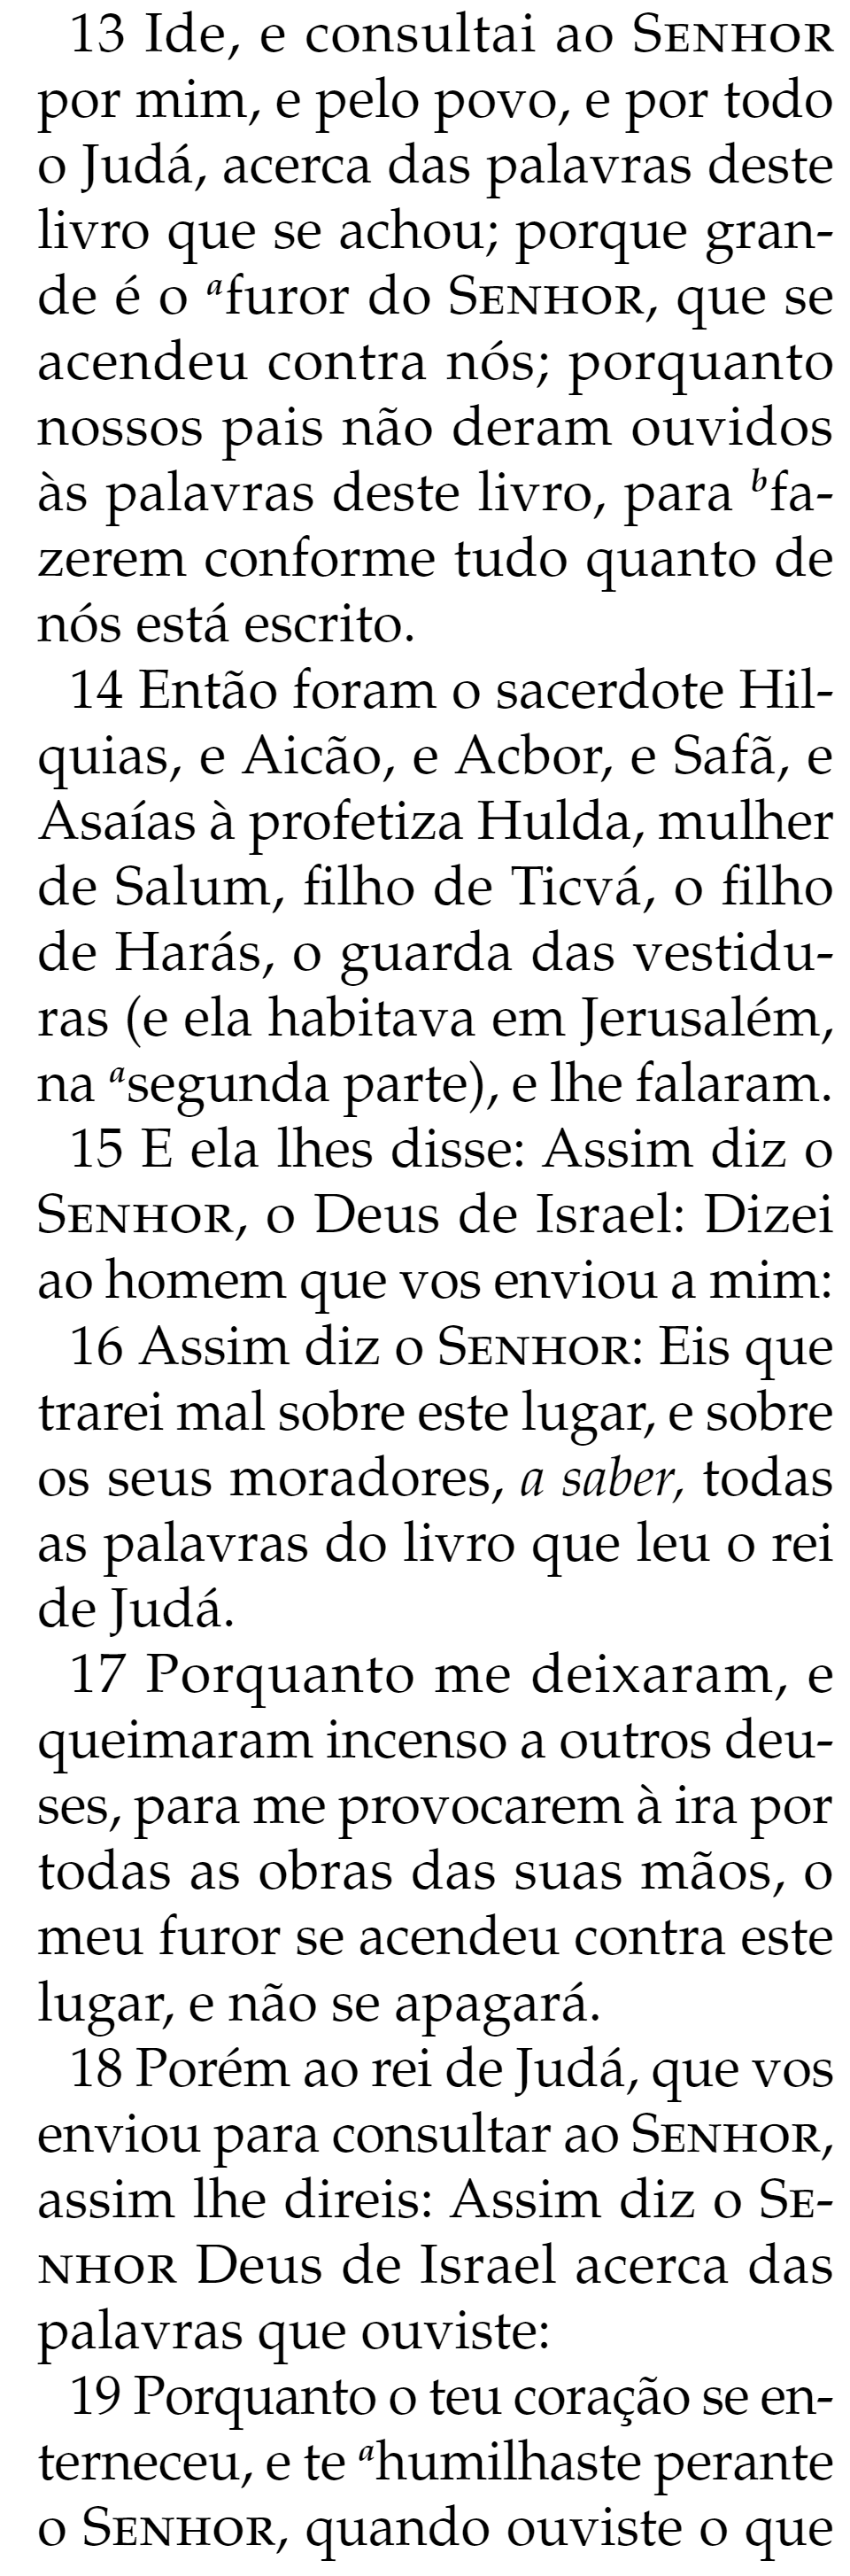 13 Ide, e consultai ao SENHOR
por mim, e pelo povo, e por todo
o Judá, acerca das palavras deste
livro que se achou; porque gran-
de é o ᵃfuror do SENHOR, que se
acendeu contra nós; porquanto
nossos pais não deram ouvidos
às palavras deste livro, para ᵇfa-
zerem conforme tudo quanto de
nós está escrito.
14 Então foram o sacerdote Hil-
quias, e Aicão, e Acbor, e Safã, e
Asaías à profetiza Hulda, mulher
de Salum, filho de Ticvá, o filho
de Harás, o guarda das vestidu-
ras (e ela habitava em Jerusalém,
na ᵃsegunda parte), e lhe falaram.
15 E ela lhes disse: Assim diz o
SENHOR, o Deus de Israel: Dizei
ao homem que vos enviou a mim:
16 Assim diz o SENHOR: Eis que
trarei mal sobre este lugar, e sobre
os seus moradores, a saber, todas
as palavras do livro que leu o rei
de Judá.
17 Porquanto me deixaram, e
queimaram incenso a outros deu-
ses, para me provocarem à ira por
todas as obras das suas mãos, o
meu furor se acendeu contra este
lugar, e não se apagará.
18 Porém ao rei de Judá, que vos
enviou para consultar ao SENHOR,
assim lhe direis: Assim diz o SE-
NHOR Deus de Israel acerca das
palavras que ouviste:
19 Porquanto o teu coração se en-
terneceu, e te ᵃhumilhaste perante
o SENHOR, quando ouviste o que